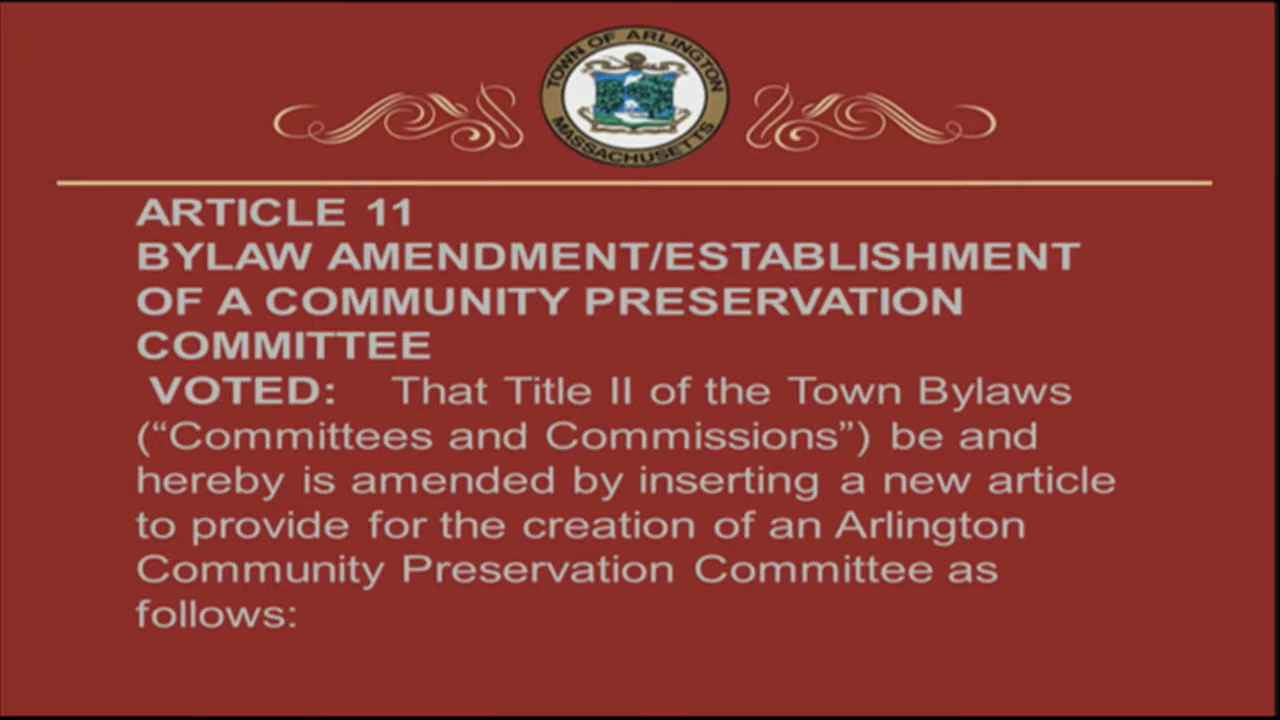 TOWN OF ARLINGTON
MASSACHUSETTS
ARTICLE 11
BYLAW AMENDMENT/ESTABLISHMENT
OF A COMMUNITY PRESERVATION
COMMITTEE
VOTED: That Title II of the Town Bylaws
(“Committees and Commissions”) be and
hereby is amended by inserting a new article
to provide for the creation of an Arlington
Community Preservation Committee as
follows: